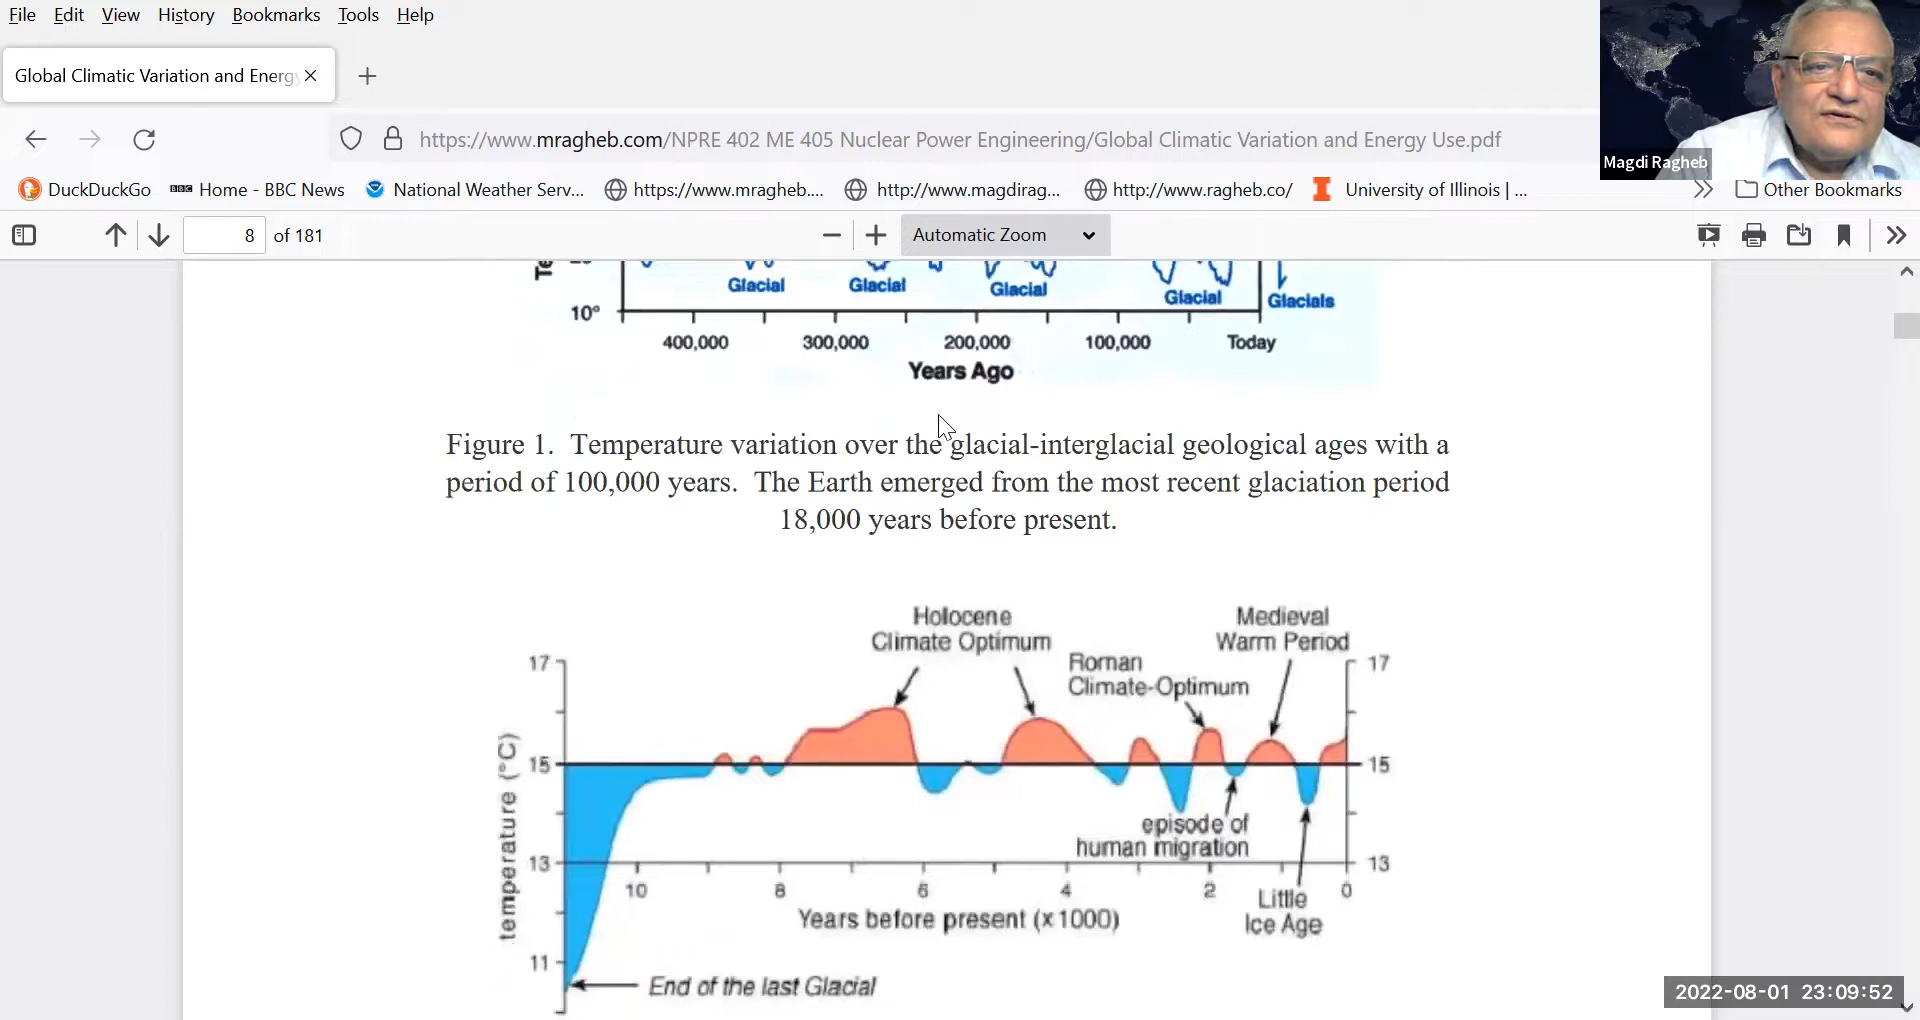 File Edit View History Bookmarks Tools Help
Global Climatic Variation and Energy
https://www.mragheb.com/NPRE 402 ME 405 Nuclear Power Engineering/Global Climatic Variation and Energy Use.pdf
Magdi Ragheb
DuckDuckGo BBC Home - BBC News National Weather Serv... https://www.mragheb.... http://www.magdirag... http://www.ragheb.co/ University of Illinois | ... Other Bookmarks
8 of 181 Automatic Zoom
Glacial Glacial Glacial Glacial Glacials
10°
400,000 300,000 200,000 100,000 Today
Years Ago
Figure 1. Temperature variation over the glacial-interglacial geological ages with a
period of 100,000 years. The Earth emerged from the most recent glaciation period
18,000 years before present.
Holocene
Climate Optimum
Medieval
Warm Period
Roman
Climate-Optimum
17 17
15 15
13 13
11
temperature (°C)
episode of
human migration
10 8 6 4 2 0
Years before present (x1000)
Little
Ice Age
End of the last Glacial
2022-08-01 23:09:52